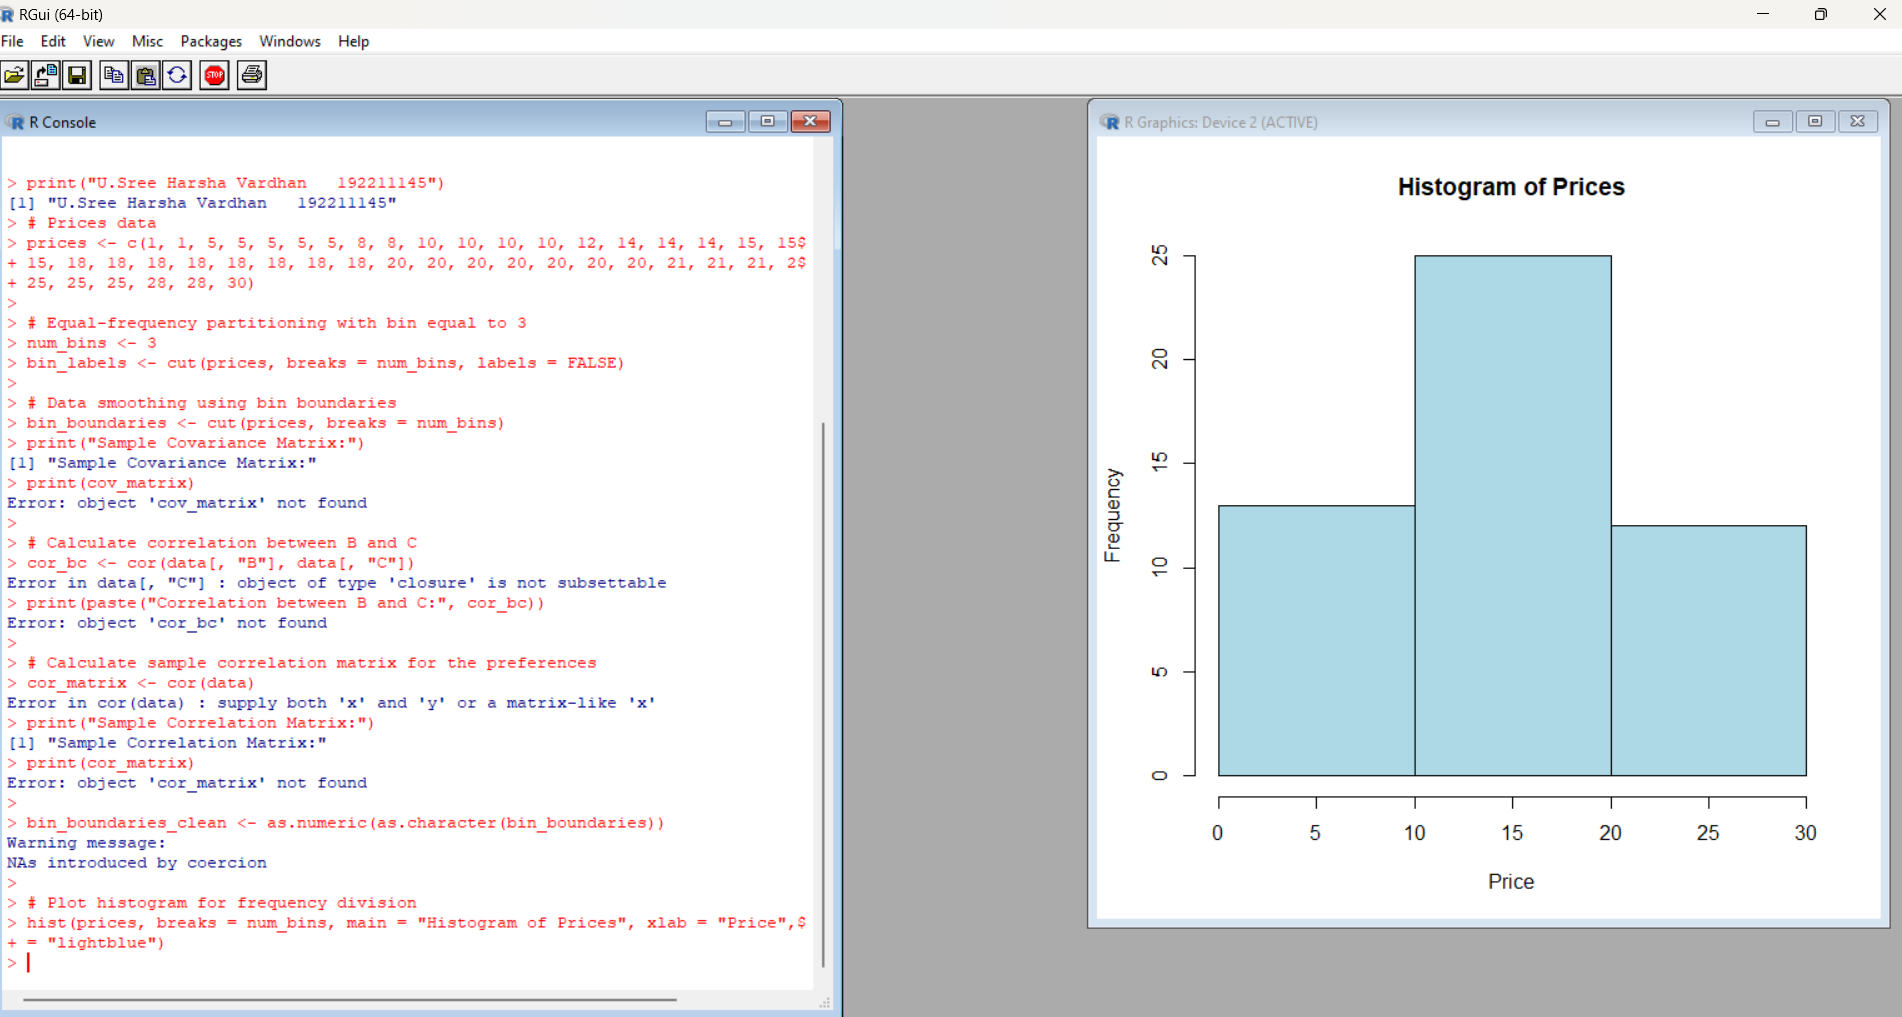 RGui (64-bit)
File Edit View Misc Packages Windows Help
STOP
R Console
> print("U.Sree Harsha Vardhan   192211145")
[1] "U.Sree Harsha Vardhan   192211145"
> # Prices data
> prices <- c(1, 1, 5, 5, 5, 5, 5, 8, 8, 10, 10, 10, 10, 12, 14, 14, 14, 15, 15$
+ 15, 18, 18, 18, 18, 18, 18, 18, 18, 20, 20, 20, 20, 20, 20, 20, 21, 21, 21, 2$
+ 25, 25, 25, 28, 28, 30)
>
> # Equal-frequency partitioning with bin equal to 3
> num_bins <- 3
> bin_labels <- cut(prices, breaks = num_bins, labels = FALSE)
>
> # Data smoothing using bin boundaries
> bin_boundaries <- cut(prices, breaks = num_bins)
> print("Sample Covariance Matrix:")
[1] "Sample Covariance Matrix:"
> print(cov_matrix)
Error: object 'cov_matrix' not found
>
> # Calculate correlation between B and C
> cor_bc <- cor(data[, "B"], data[, "C"])
Error in data[, "C"] : object of type 'closure' is not subsettable
> print(paste("Correlation between B and C:", cor_bc))
Error: object 'cor_bc' not found
>
> # Calculate sample correlation matrix for the preferences
> cor_matrix <- cor(data)
Error in cor(data) : supply both 'x' and 'y' or a matrix-like 'x'
> print("Sample Correlation Matrix:")
[1] "Sample Correlation Matrix:"
> print(cor_matrix)
Error: object 'cor_matrix' not found
>
> bin_boundaries_clean <- as.numeric(as.character(bin_boundaries))
Warning message:
NAs introduced by coercion
>
> # Plot histogram for frequency division
> hist(prices, breaks = num_bins, main = "Histogram of Prices", xlab = "Price",$
+ = "lightblue")
>
R Graphics: Device 2 (ACTIVE)
Histogram of Prices
25
20
15
10
5
0
Frequency
0 5 10 15 20 25 30
Price